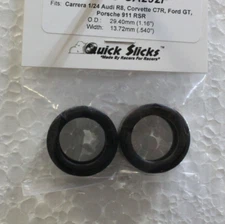 Fits: Carrera 1/24 Audi R8, Corvette C7R, Ford GT,
Porsche 911 RSR
O.D: 29.40mm (1.16")
Width: 13.72mm (.540")
Quick Slicks
"Made By Racers For Racers"